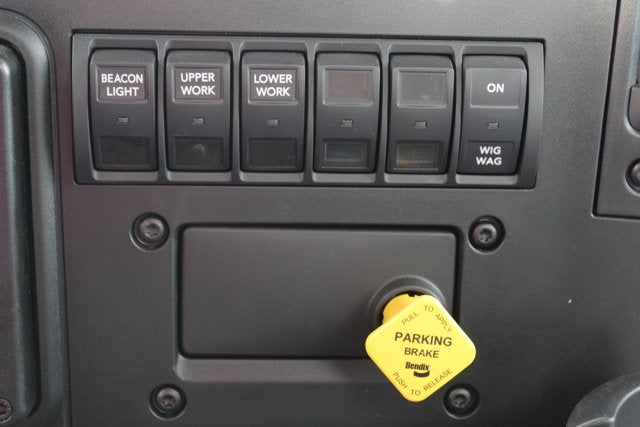 BEACON
LIGHT
UPPER
WORK
LOWER
WORK
ON
WIG
WAG
PULL TO APPLY
PARKING
BRAKE
Bendix
PUSH TO RELEASE